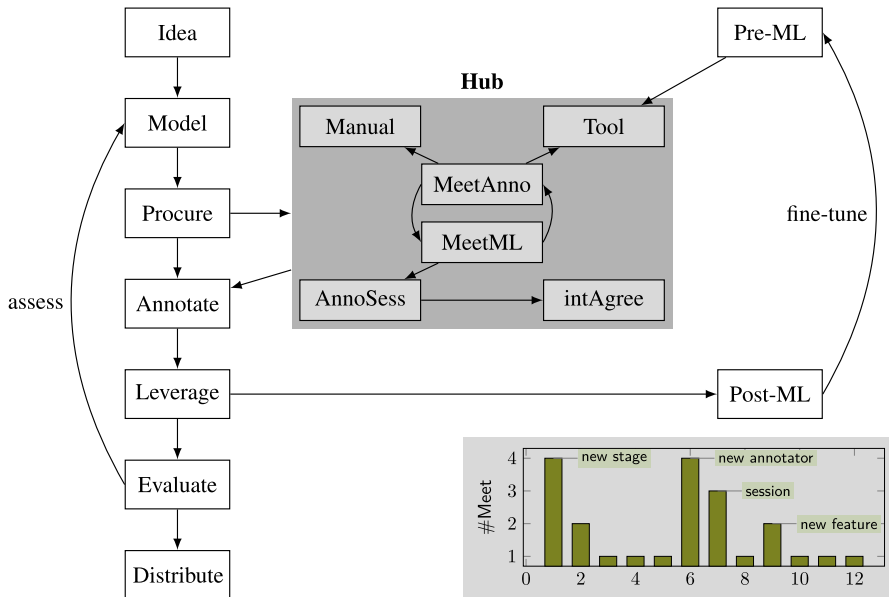 Idea
Pre-ML
Hub
Model
Manual
Tool
MeetAnno
Procure
fine-tune
MeetML
assess
Annotate
AnnoSess
intAgree
Leverage
Post-ML
Evaluate
Distribute
#Meet
4
3
2
1
new stage
new annotator
session
new feature
0 2 4 6 8 10 12